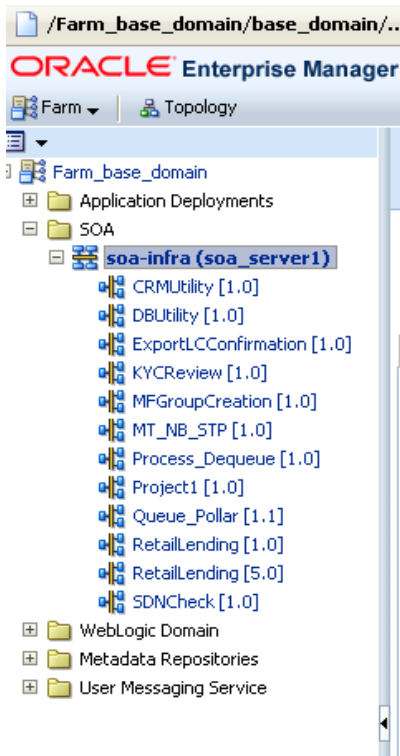 /Farm_base_domain/base_domain/..
ORACLE Enterprise Manager
Farm Topology
Farm_base_domain
Application Deployments
SOA
soa-infra (soa_server1)
CRMUtility [1.0]
DBUtility [1.0]
ExportLCConfirmation [1.0]
KYCReview [1.0]
MFGroupCreation [1.0]
MT_NB_STP [1.0]
Process_Dequeue [1.0]
Project1 [1.0]
Queue_Pollar [1.1]
RetailLending [1.0]
RetailLending [5.0]
SDNCheck [1.0]
WebLogic Domain
Metadata Repositories
User Messaging Service